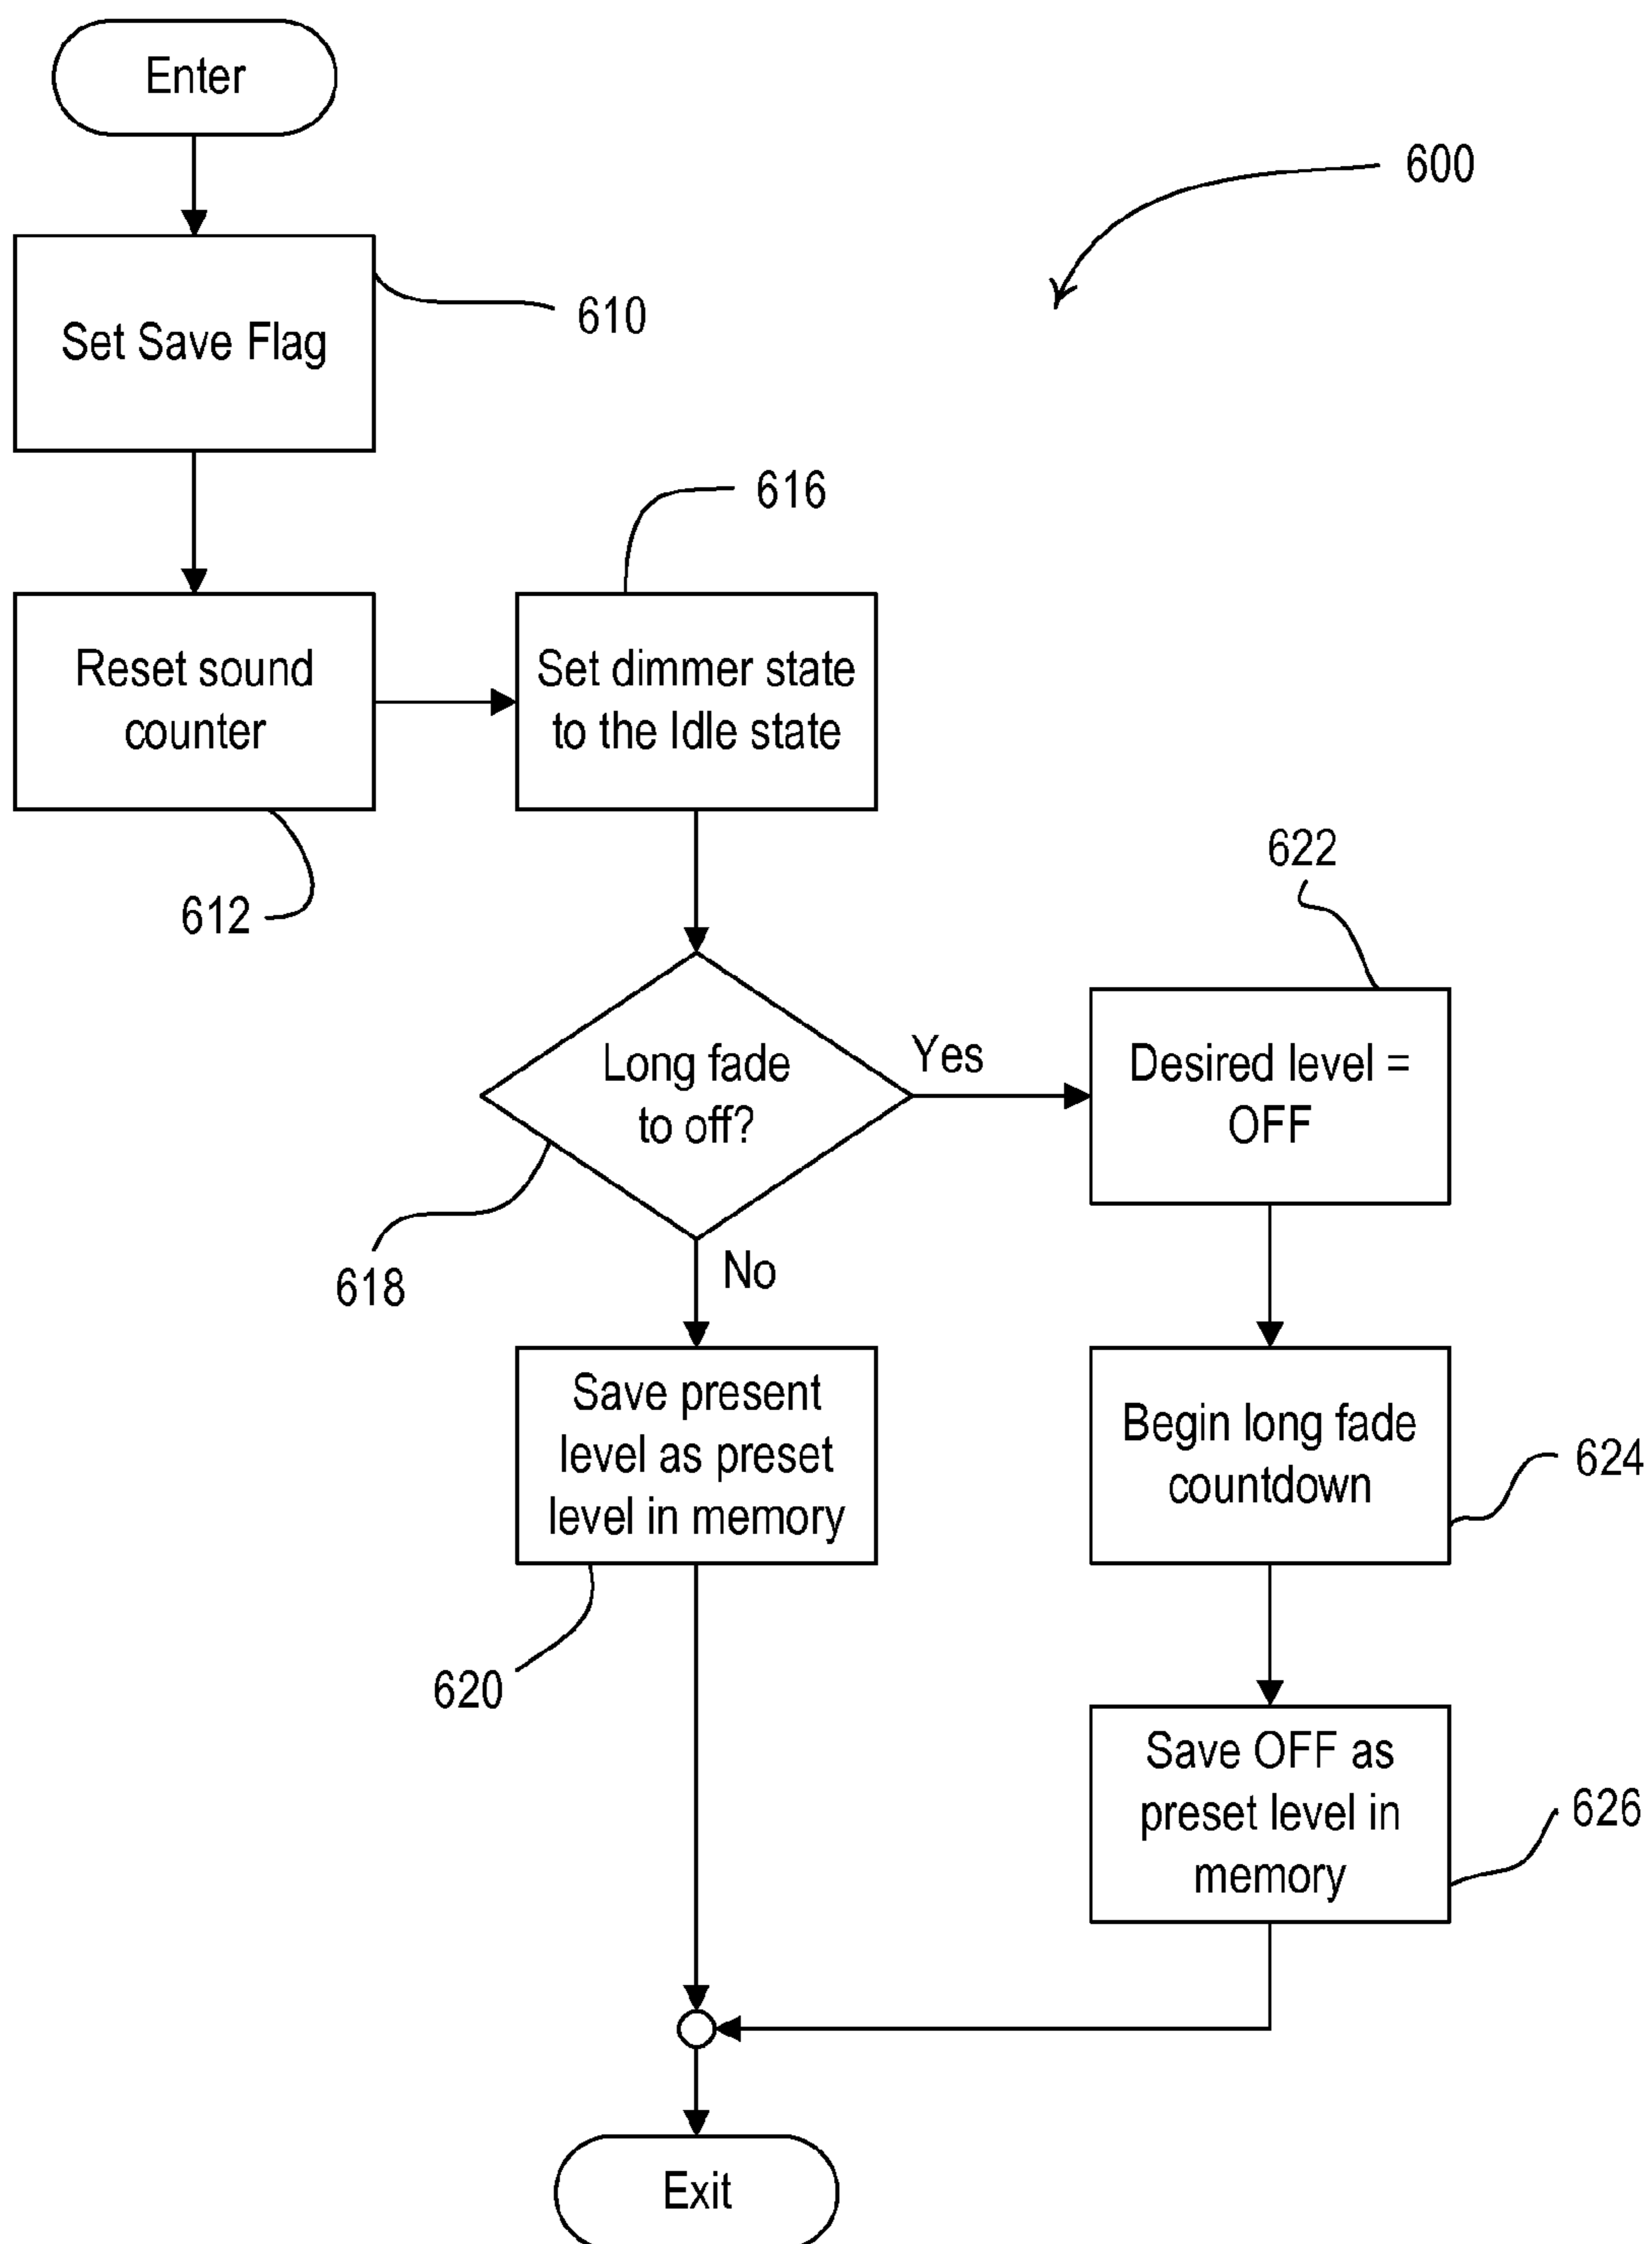 Enter
600
Set Save Flag
610
616
Reset sound
counter
Set dimmer state
to the Idle state
612
622
Long fade
to off?
Yes
Desired level =
OFF
618
No
Save present
level as preset
level in memory
Begin long fade
countdown
624
620
Save OFF as
preset level in
memory
626
Exit